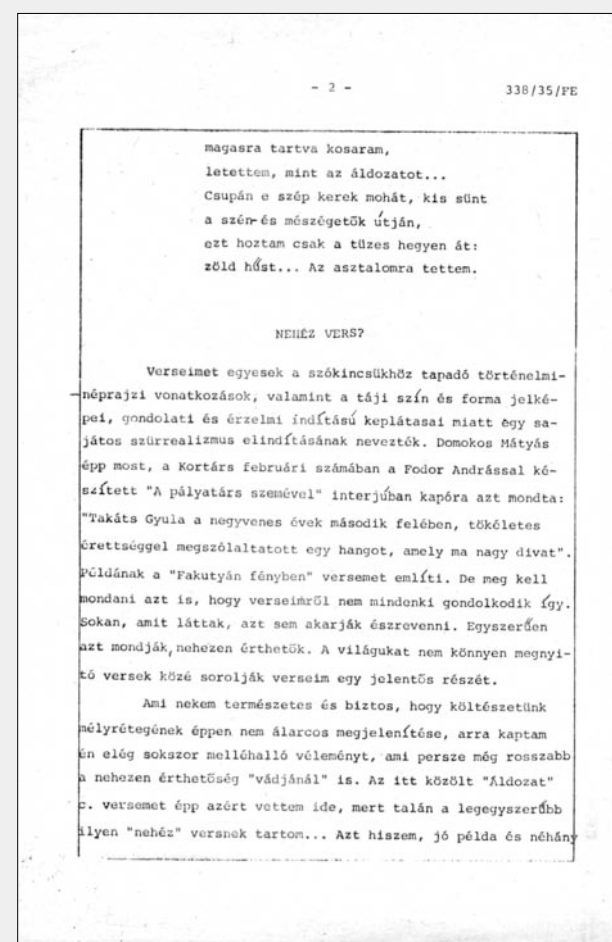 - 2 -
338/35/FE
magasra tartva kosaram,
letettem, mint az áldozatot...
Csupán e szép kerek mohát, kis sünt
a szén-és mészégetők útján,
ezt hoztam csak a tüzes hegyen át:
zöld hűst... Az asztalomra tettem.
NEHÉZ VERS?
Verseimet egyesek a szókincsükhöz tapadó történelmi-
néprajzi vonatkozások, valamint a táji szín és forma jelké-
pei, gondolati és érzelmi indítású keplátasai miatt egy sa-
játos szürrealizmus elindításának nevezték. Domokos Mátyás
épp most, a Kortárs februári számában a Fodor Andrással ké-
szített "A pályatárs szemével" interjúban kapóra azt mondta:
"Takáts Gyula a negyvenes évek második felében, tökéletes
érettséggel megszólaltatott egy hangot, amely ma nagy divat".
Példának a "Fakutyán fényben" versemet említi. De meg kell
mondani azt is, hogy verseimről nem mindenki gondolkodik így.
Sokan, amit láttak, azt sem akarják észrevenni. Egyszerűen
azt mondják, nehezen érthetők. A világukat nem könnyen megnyi-
tó versek közé sorolják verseim egy jelentős részét.
Ami nekem természetes és biztos, hogy költészetünk
mélyrétegének éppen nem álarcos megjelenítése, arra kaptam
én elég sokszor melléhalló véleményt, ami persze még rosszabb
a nehezen érthetőség "vádjánál" is. Az itt közölt "Áldozat"
c. versemet épp azért vettem ide, mert talán a legegyszerűbb
ilyen "nehéz" versnek tartom... Azt hiszem, jó példa és néhány